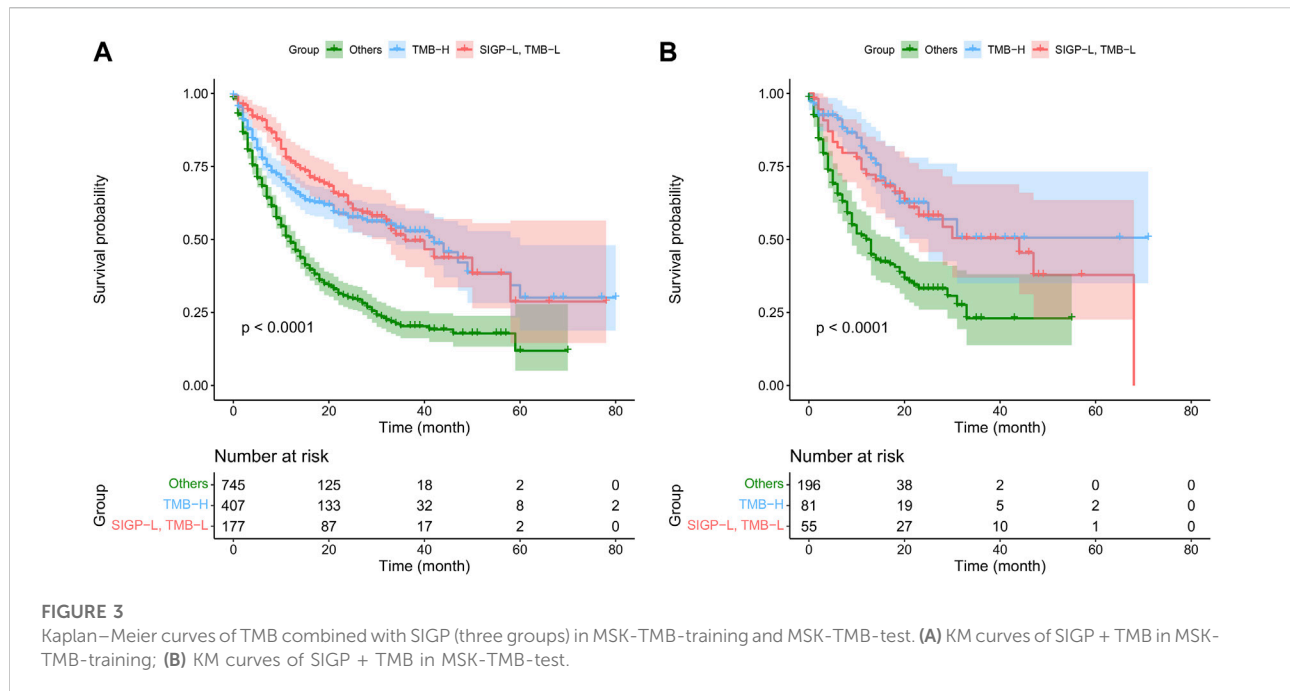 A
Group Others TMB-H SIGP-L, TMB-L
1.00
0.75
0.50
0.25
0.00
Survival probability
p < 0.0001
0 20 40 60 80
Time (month)
Number at risk
Group
Others 745 125 18 2 0
TMB-H 407 133 32 8 2
SIGP-L, TMB-L 177 87 17 2 0
0 20 40 60 80
Time (month)
B
Group Others TMB-H SIGP-L, TMB-L
1.00
0.75
0.50
0.25
0.00
Survival probability
p < 0.0001
0 20 40 60 80
Time (month)
Number at risk
Group
Others 196 38 2 0 0
TMB-H 81 19 5 2 0
SIGP-L, TMB-L 55 27 10 1 0
0 20 40 60 80
Time (month)
FIGURE 3
Kaplan–Meier curves of TMB combined with SIGP (three groups) in MSK-TMB-training and MSK-TMB-test. (A) KM curves of SIGP + TMB in MSK-
TMB-training; (B) KM curves of SIGP + TMB in MSK-TMB-test.